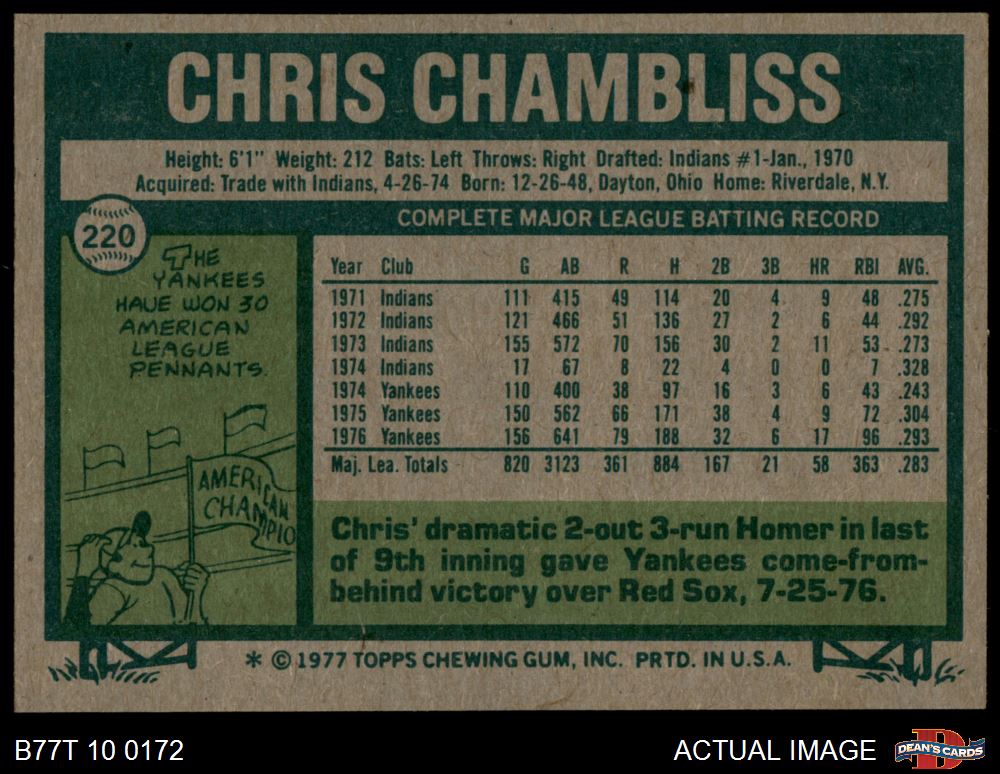 CHRIS CHAMBLISS
Height: 6'1" Weight: 212 Bats: Left Throws: Right Drafted: Indians #1-Jan., 1970
Acquired: Trade with Indians, 4-26-74 Born: 12-26-48, Dayton, Ohio Home: Riverdale, N.Y.
220
THE
YANKEES
HAVE WON 30
AMERICAN
LEAGUE
PENNANTS.
AMERICAN
CHAMPIO
COMPLETE MAJOR LEAGUE BATTING RECORD
Year Club G AB R H 2B 3B HR RBI AVG.
1971 Indians 111 415 49 114 20 4 9 48 .275
1972 Indians 121 466 51 136 27 2 6 44 .292
1973 Indians 155 572 70 156 30 2 11 53 .273
1974 Indians 17 67 8 22 4 0 0 7 .328
1974 Yankees 110 400 38 97 16 3 6 43 .243
1975 Yankees 150 562 66 171 38 4 9 72 .304
1976 Yankees 156 641 79 188 32 6 17 96 .293
Maj. Lea. Totals 820 3123 361 884 167 21 58 363 .283
Chris' dramatic 2-out 3-run Homer in last
of 9th inning gave Yankees come-from-
behind victory over Red Sox, 7-25-76.
* © 1977 TOPPS CHEWING GUM, INC. PRTD. IN U.S.A.
B77T 10 0172
ACTUAL IMAGE
D
DEAN'S CARDS